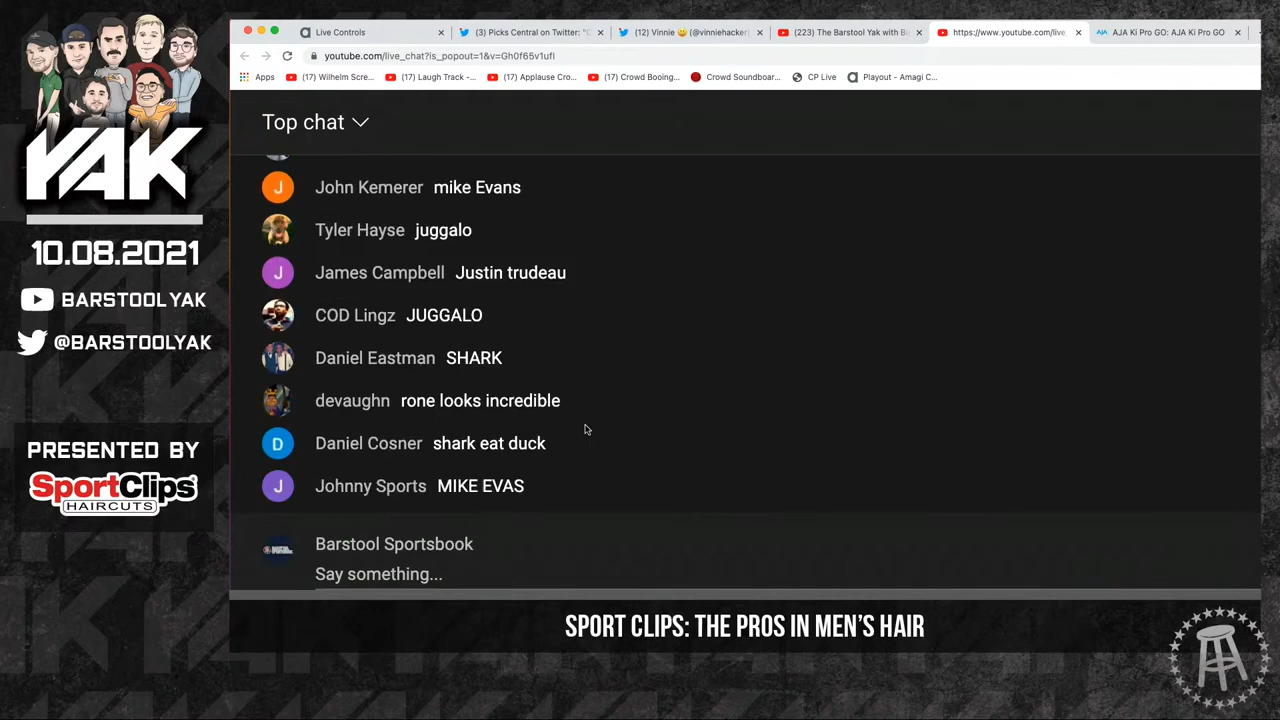 YAK
10.08.2021
BARSTOOLYAK
@BARSTOOLYAK
PRESENTED BY
SportClips
HAIRCUTS
Live Controls
(3) Picks Central on Twitter: "C
(12) Vinnie 😀 (@vinniehacker)
(223) The Barstool Yak with B
https://www.youtube.com/live_
AJA Ki Pro GO: AJA Ki Pro GO
youtube.com/live_chat?is_popout=1&v=Gh0f65v1ufI
Apps
(17) Wilhelm Scre...
(17) Laugh Track -...
(17) Applause Cro...
(17) Crowd Booing...
Crowd Soundboar...
CP Live
Playout - Amagi C...
Top chat
J John Kemerer mike Evans
Tyler Hayse juggalo
J James Campbell Justin trudeau
COD Lingz JUGGALO
Daniel Eastman SHARK
devaughn rone looks incredible
D Daniel Cosner shark eat duck
J Johnny Sports MIKE EVAS
Barstool Sportsbook
Say something...
SPORT CLIPS: THE PROS IN MEN'S HAIR